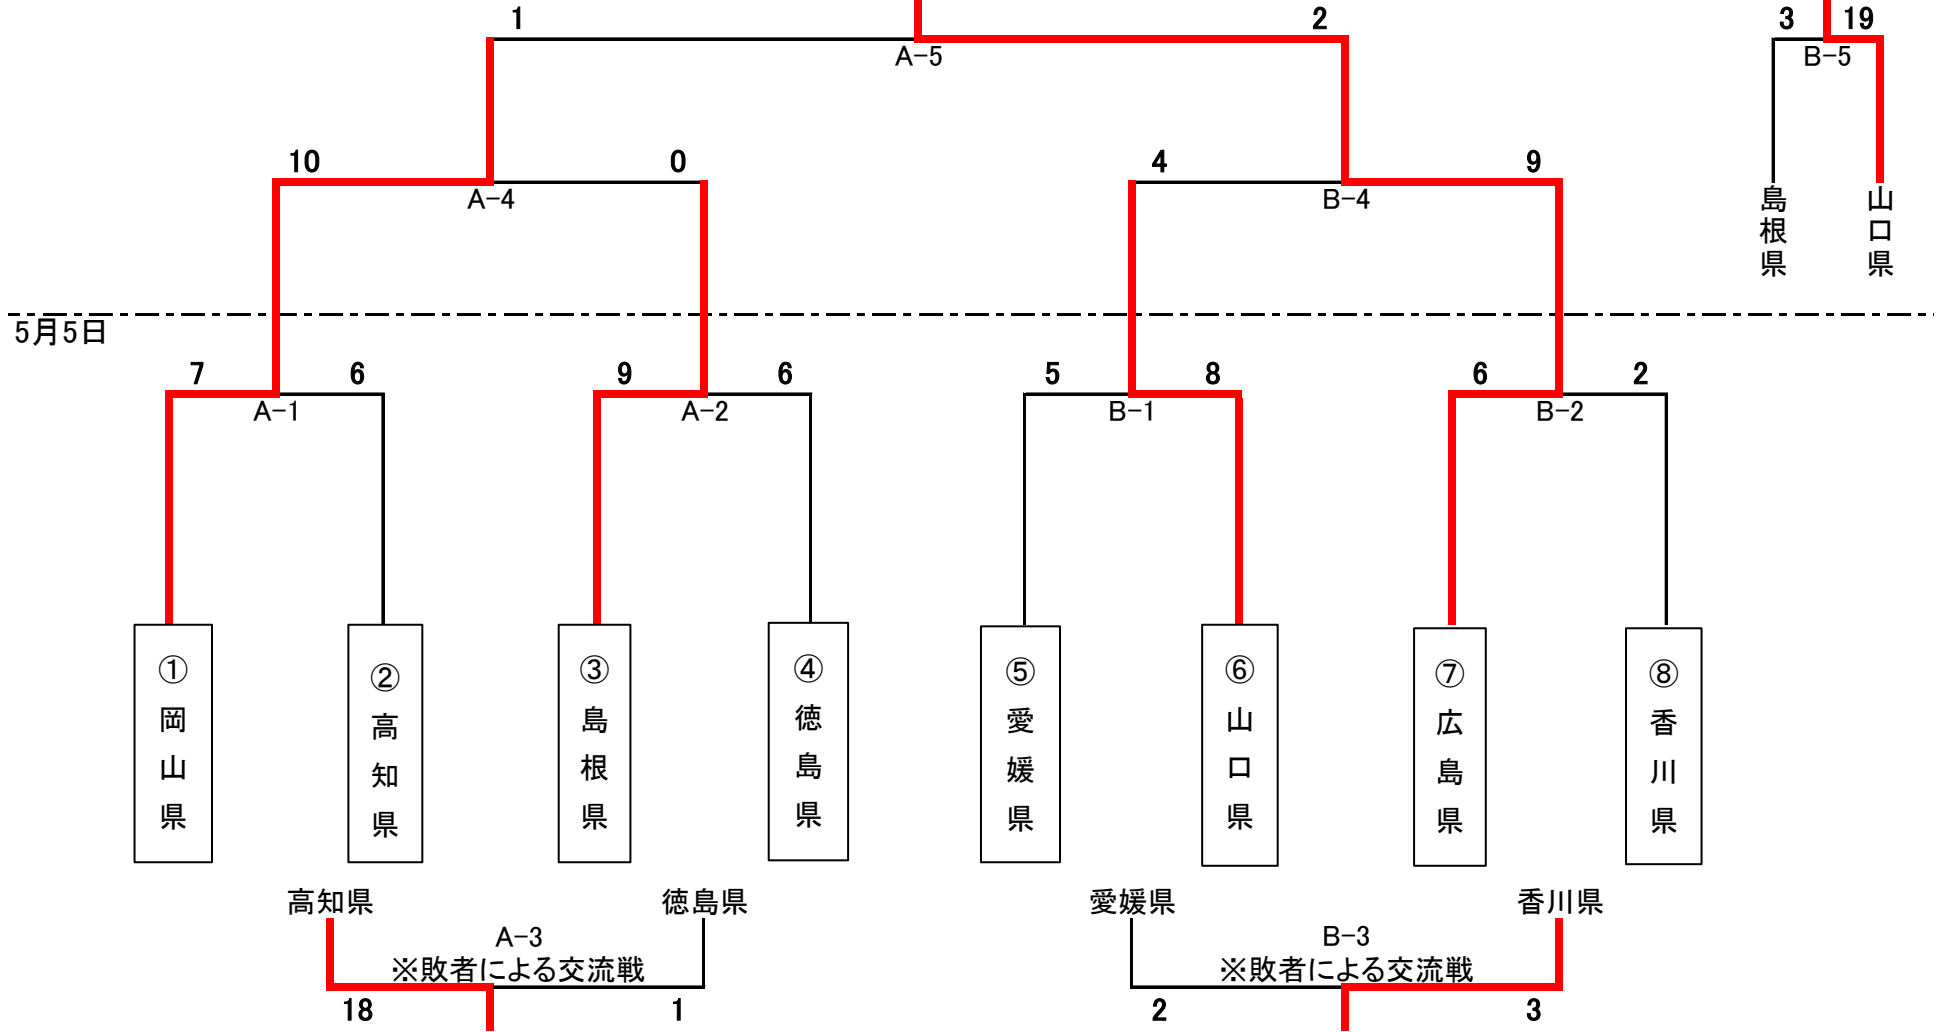 1 2 3 19
A-5 B-5
10 0 4 9
A-4 B-4
島根県 山口県
5月5日
7 6 9 6 5 8 6 2
A-1 A-2 B-1 B-2
①岡山県
②高知県
③島根県
④徳島県
⑤愛媛県
⑥山口県
⑦広島県
⑧香川県
高知県 徳島県 愛媛県 香川県
A-3 B-3
※敗者による交流戦 ※敗者による交流戦
18 1 2 3